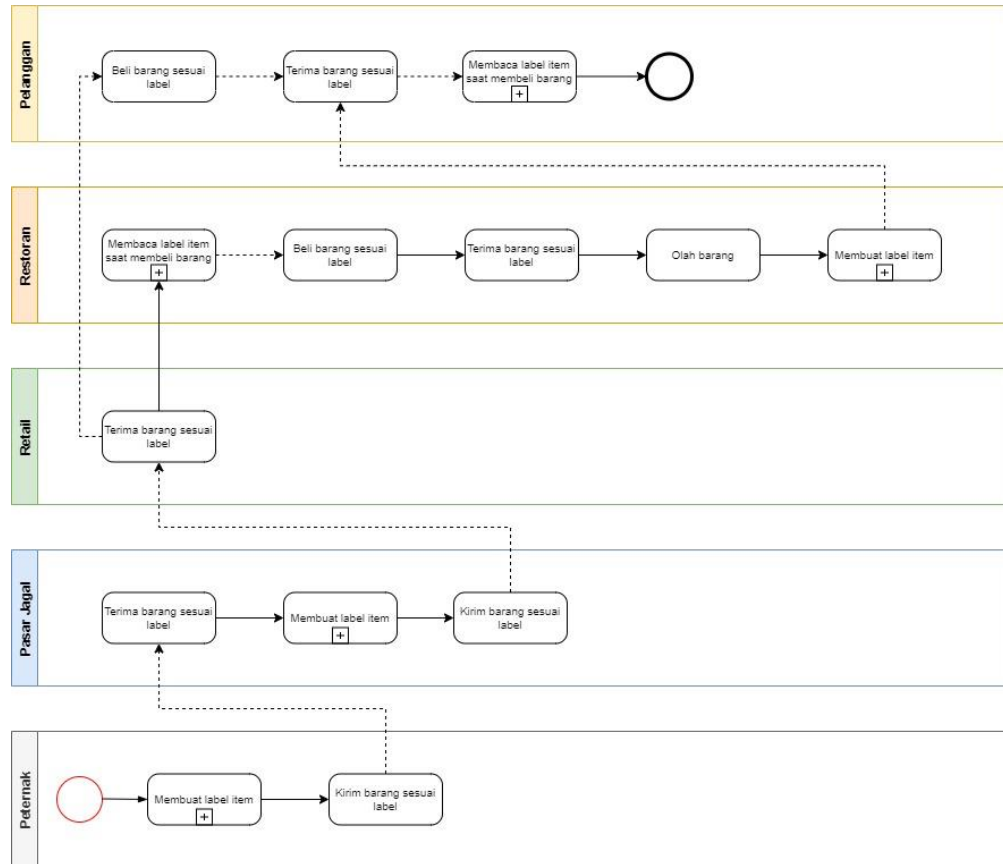 Pelanggan
Beli barang sesuai
label
Terima barang sesuai
label
Membaca label item
saat membeli barang
Restoran
Membaca label item
saat membeli barang
Beli barang sesuai
label
Terima barang sesuai
label
Olah barang
Membuat label item
Retail
Terima barang sesuai
label
Pasar Jagal
Terima barang sesuai
label
Membuat label item
Kirim barang sesuai
label
Peternak
Membuat label item
Kirim barang sesuai
label